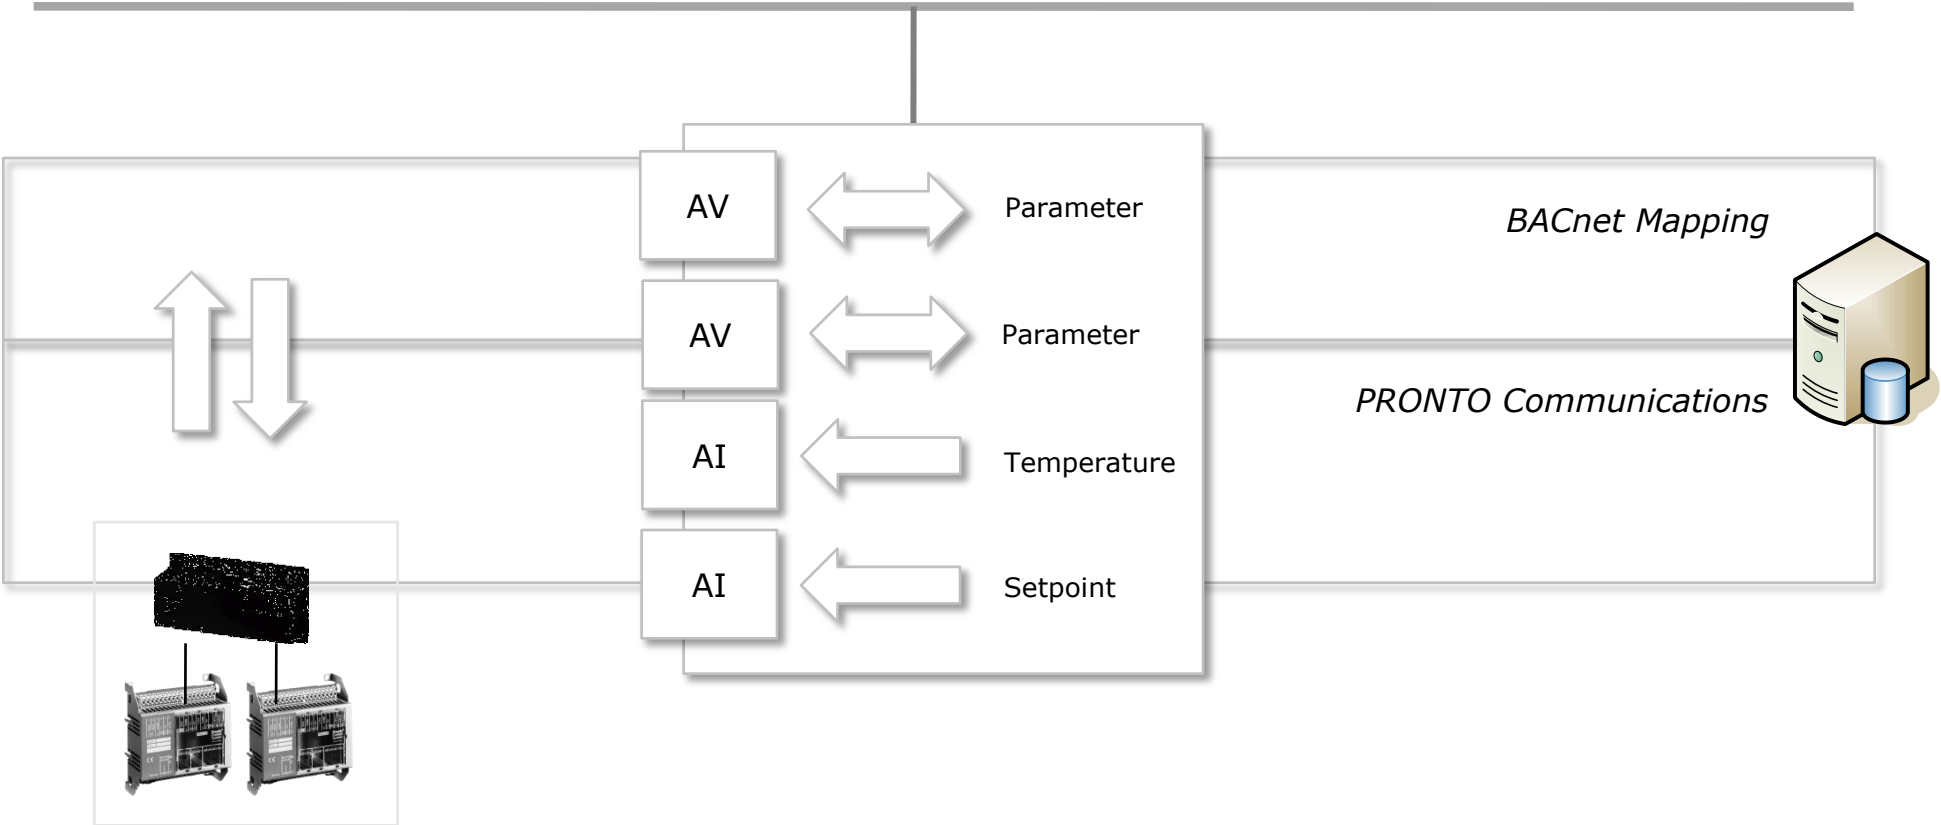 AV
Parameter
BACnet Mapping
AV
Parameter
PRONTO Communications
AI
Temperature
AI
Setpoint